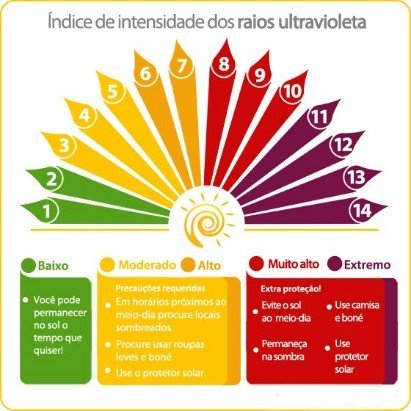 Índice de intensidade dos raios ultravioleta
1
2
3
4
5
6
7
8
9
10
11
12
13
14
Baixo
Você pode
permanecer
no sol o
tempo que
quiser!
Moderado
Alto
Precauções requeridas
Em horários próximos ao
meio-dia procure locais
sombreados.
Procure usar roupas
leves e boné.
Use o protetor solar.
Muito alto
Extremo
Extra proteção!
Evite o sol
ao meio-dia
Permaneça
na sombra
Use camisa
e boné
Use
protetor
solar